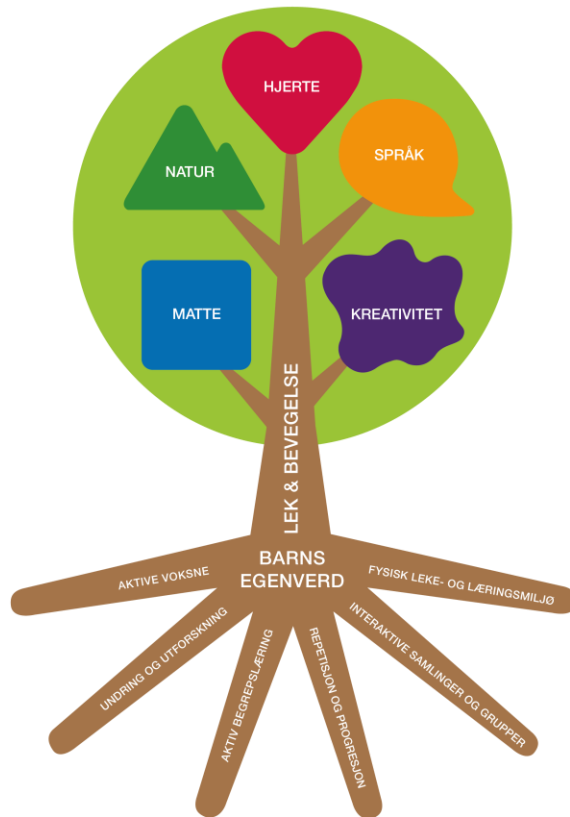 HJERTE
NATUR
SPRÅK
MATTE
KREATIVITET
LEK & BEVEGELSE
BARNS
EGENVERD
AKTIVE VOKSNE
FYSISK LEKE- OG LÆRINGSMILJØ
UNDRING OG UTFORSKNING
INTERAKTIVE SAMLINGER OG GRUPPER
AKTIV BEGREPSLÆRING
REPETISJON OG PROGRESJON